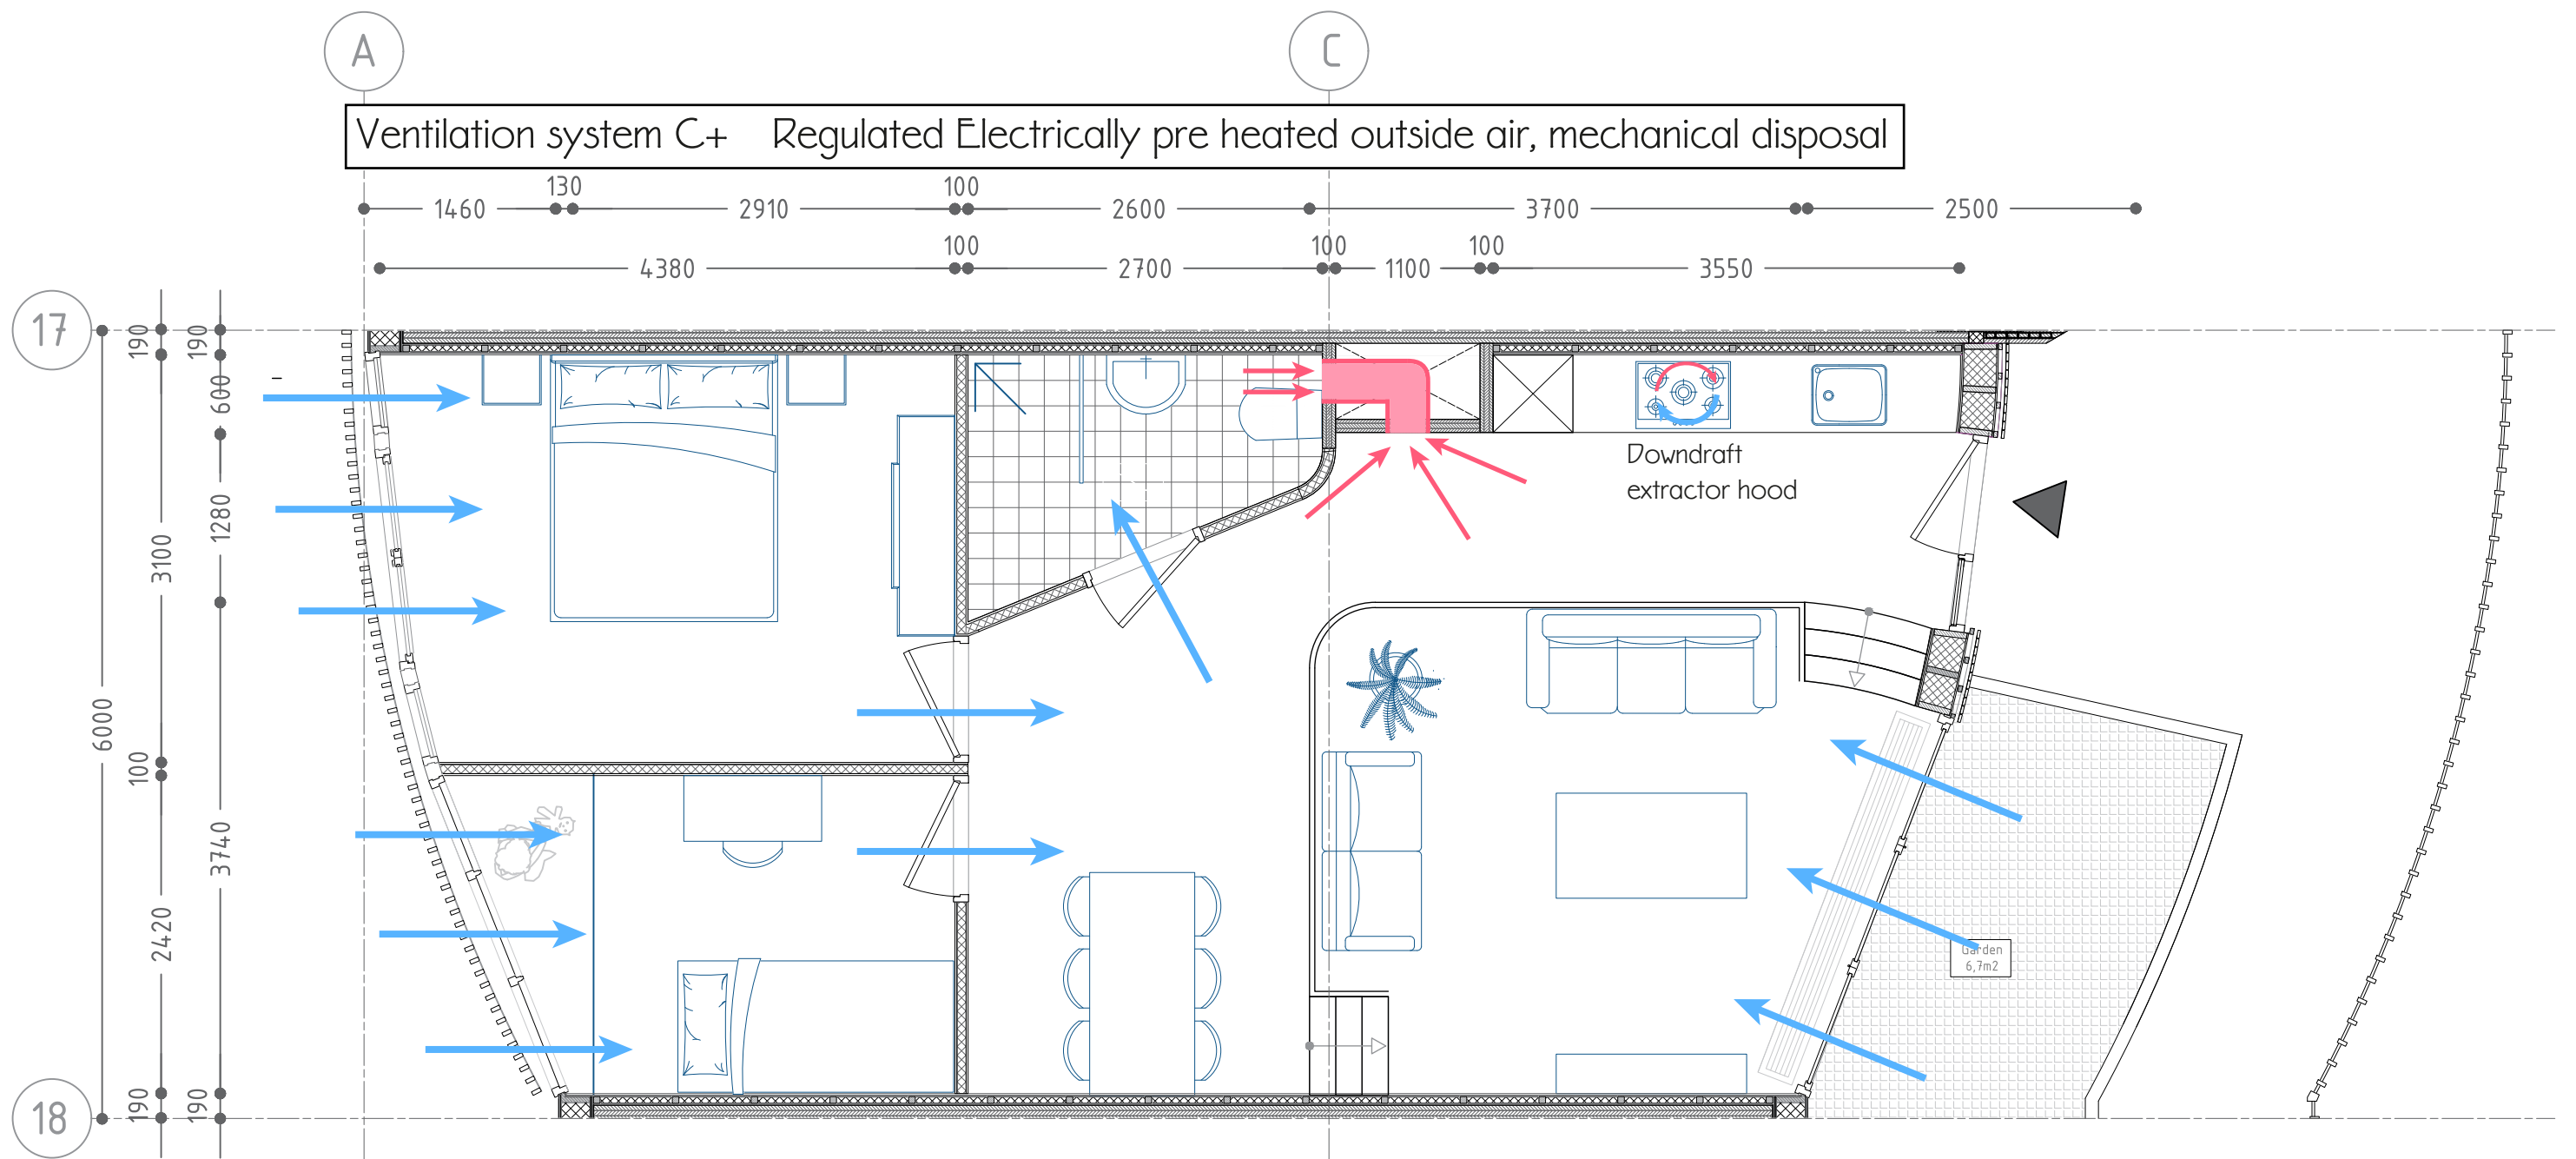 A
C
Ventilation system C+ Regulated Electrically pre heated outside air, mechanical disposal
130 100
1460 2910 2600 3700 2500
100 100 100
4380 2700 1100 3550
17
190 190
600
1280
3100
6000
100
3740
2420
190 190
18
Downdraft
extractor hood
Garden
6,7m2